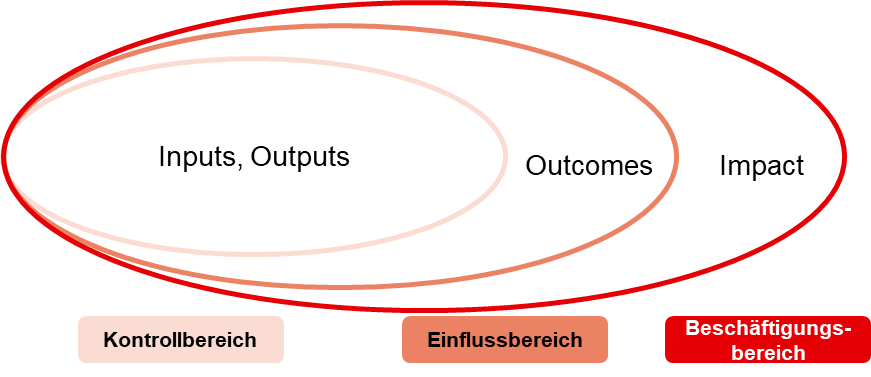 Inputs, Outputs
Outcomes
Impact
Kontrollbereich
Einflussbereich
Beschäftigungs-
bereich